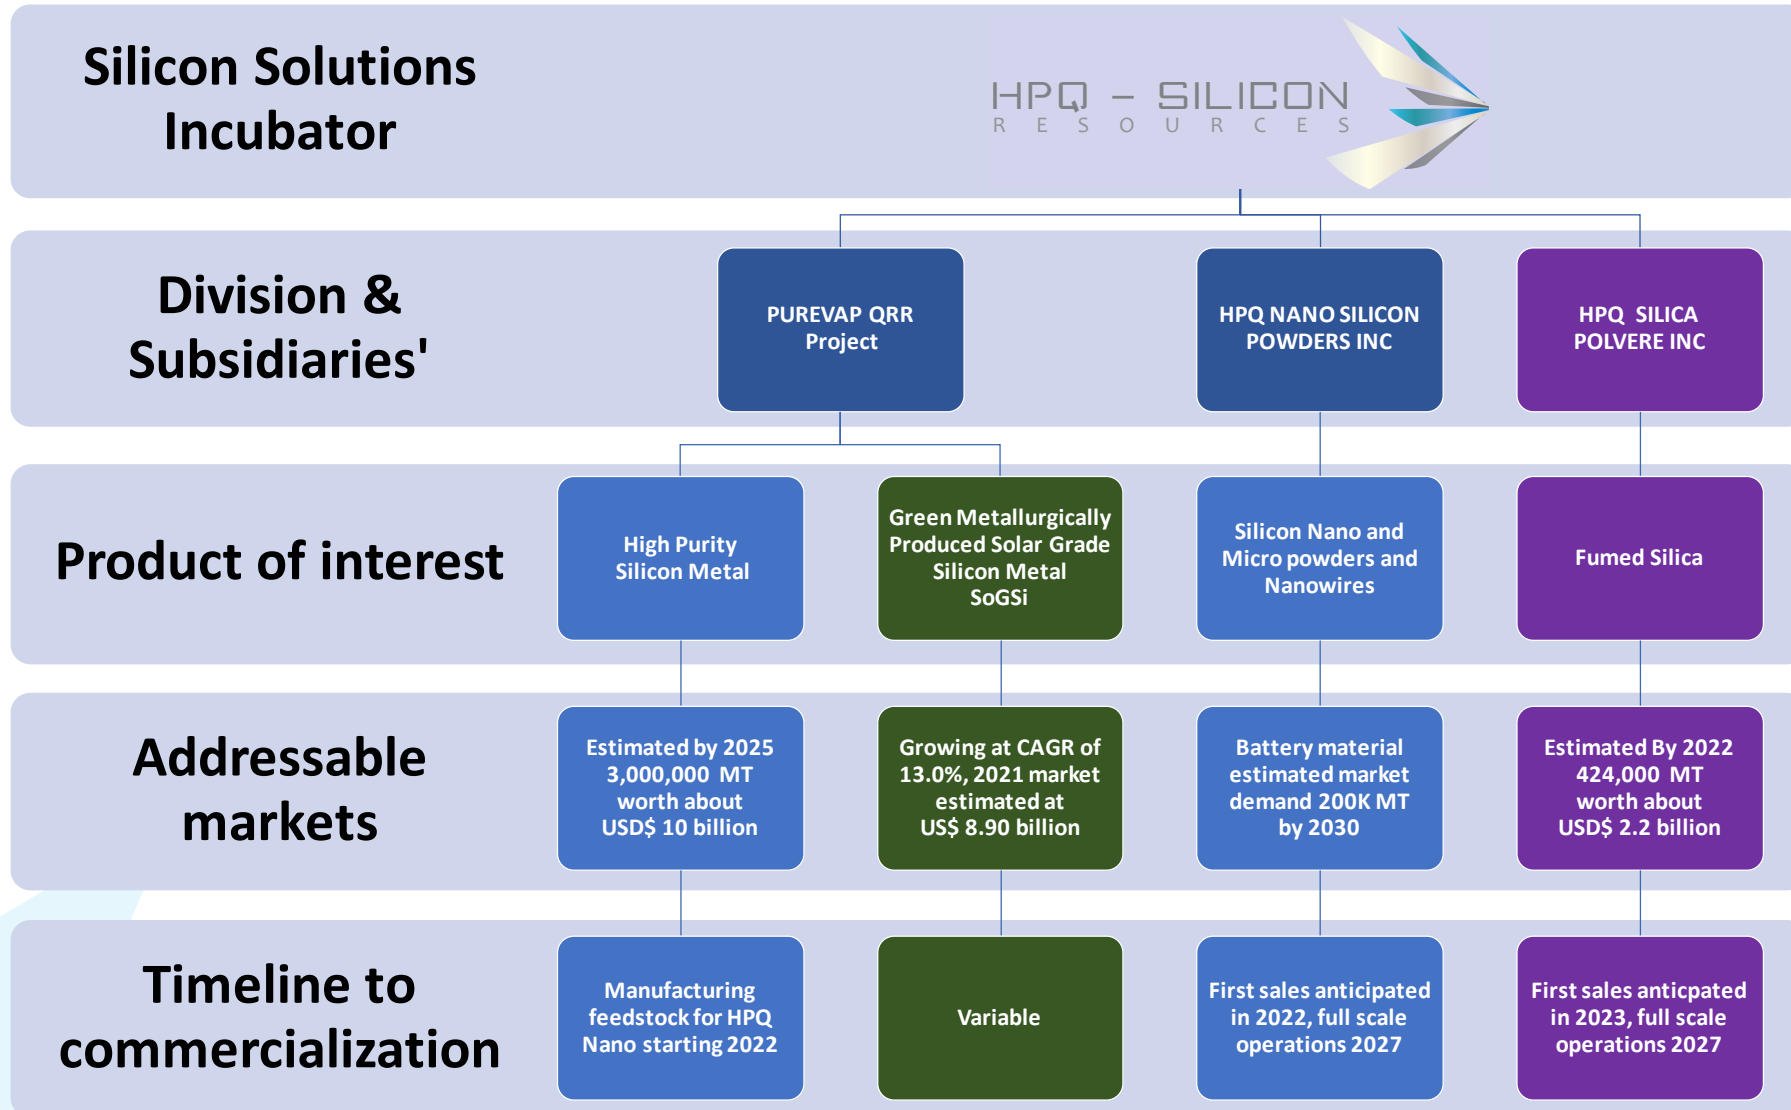 Silicon Solutions
Incubator
HPQ – SILICON
RESOURCES
Division &
Subsidiaries'
PUREVAP QRR
Project
HPQ NANO SILICON
POWDERS INC
HPQ SILICA
POLVERE INC
Product of interest
High Purity
Silicon Metal
Green Metallurgically
Produced Solar Grade
Silicon Metal
SoGSi
Silicon Nano and
Micro powders and
Nanowires
Fumed Silica
Addressable
markets
Estimated by 2025
3,000,000 MT
worth about
USD$ 10 billion
Growing at CAGR of
13.0%, 2021 market
estimated at
US$ 8.90 billion
Battery material
estimated market
demand 200K MT
by 2030
Estimated By 2022
424,000 MT
worth about
USD$ 2.2 billion
Timeline to
commercialization
Manufacturing
feedstock for HPQ
Nano starting 2022
Variable
First sales anticipated
in 2022, full scale
operations 2027
First sales anticpated
in 2023, full scale
operations 2027